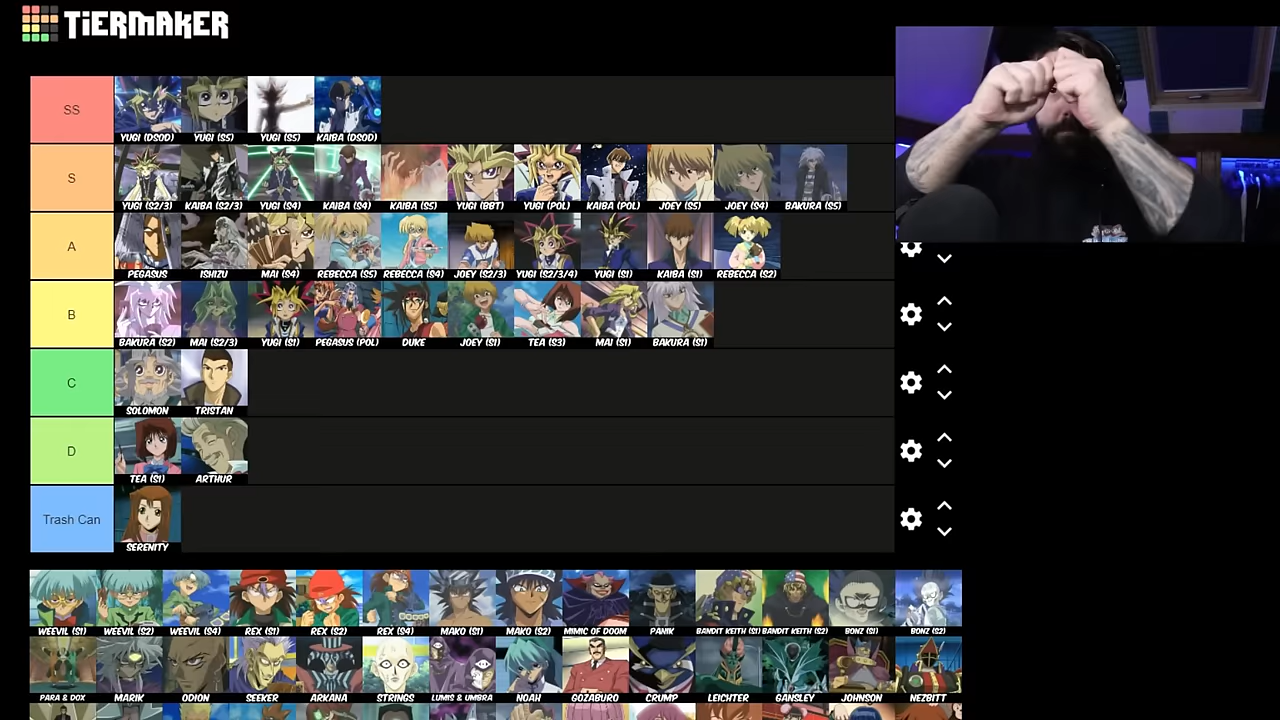 TiERMAKER
SS
YUGI (DSOD) YUGI (S5) YUGI (S5) KAIBA (DSOD)
S
YUGI (S2/3) KAIBA (S2/3) YUGI (S4) KAIBA (S4) KAIBA (S5) YUGI (BBT) YUGI (POL) KAIBA (POL) JOEY (S5) JOEY (S4) BAKURA (S5)
A
PEGASUS ISHIZU MAI (S4) REBECCA (S5) REBECCA (S4) JOEY (S2/3) YUGI (S2/3/4) YUGI (S1) KAIBA (S1) REBECCA (S2)
B
BAKURA (S2) MAI (S2/3) YUGI (S1) PEGASUS (POL) DUKE JOEY (S1) TEA (S3) MAI (S1) BAKURA (S1)
C
SOLOMON TRISTAN
D
TEA (S1) ARTHUR
Trash Can
SERENITY
WEEVIL (S1) WEEVIL (S2) WEEVIL (S4) REX (S1) REX (S2) REX (S4) MAKO (S1) MAKO (S2) MIMIC OF DOOM PANIK BANDIT KEITH (S1) BANDIT KEITH (S2) BONZ (S1) BONZ (S2)
PARA & DOX MARIK ODION SEEKER ARKANA STRINGS LUMIS & UMBRA NOAH GOZABURO CRUMP LEICHTER GANSLEY JOHNSON NEZBITT